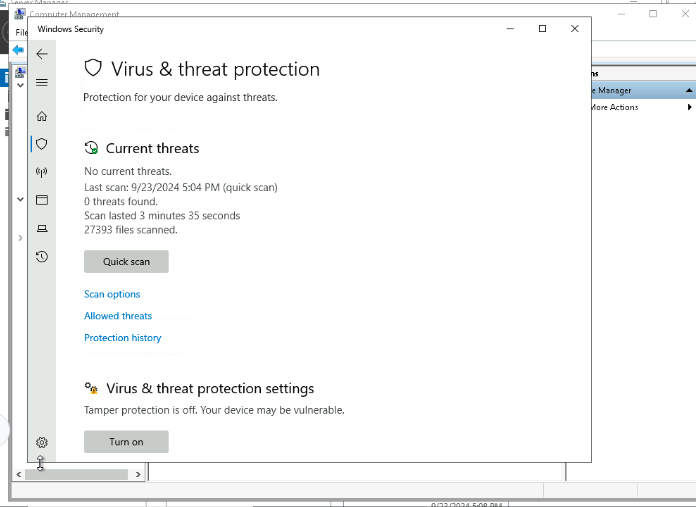 Server Manager
Computer Management
File
Windows Security
Virus & threat protection
Protection for your device against threats.
Current threats
No current threats.
Last scan: 9/23/2024 5:04 PM (quick scan)
0 threats found.
Scan lasted 3 minutes 35 seconds
27393 files scanned.
Quick scan
Scan options
Allowed threats
Protection history
Virus & threat protection settings
Tamper protection is off. Your device may be vulnerable.
Turn on
ns
e Manager
More Actions
9/23/2024 5:08 PM